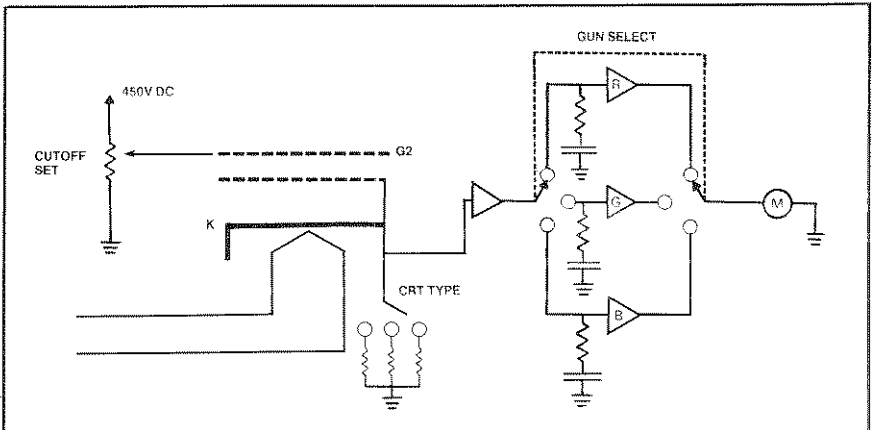 GUN SELECT
450V DC
R
CUTOFF
SET
G2
K
G
M
CRT TYPE
B